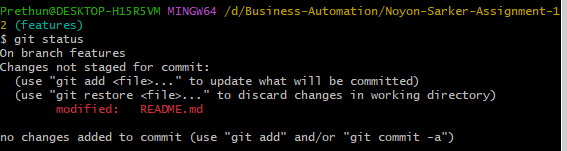 Prethun@DESKTOP-H15R5VM MINGW64 /d/Business-Automation/Noyon-Sarker-Assignment-1
2 (features)
$ git status
On branch features
Changes not staged for commit:
  (use "git add <file>..." to update what will be committed)
  (use "git restore <file>..." to discard changes in working directory)
        modified:   README.md

no changes added to commit (use "git add" and/or "git commit -a")